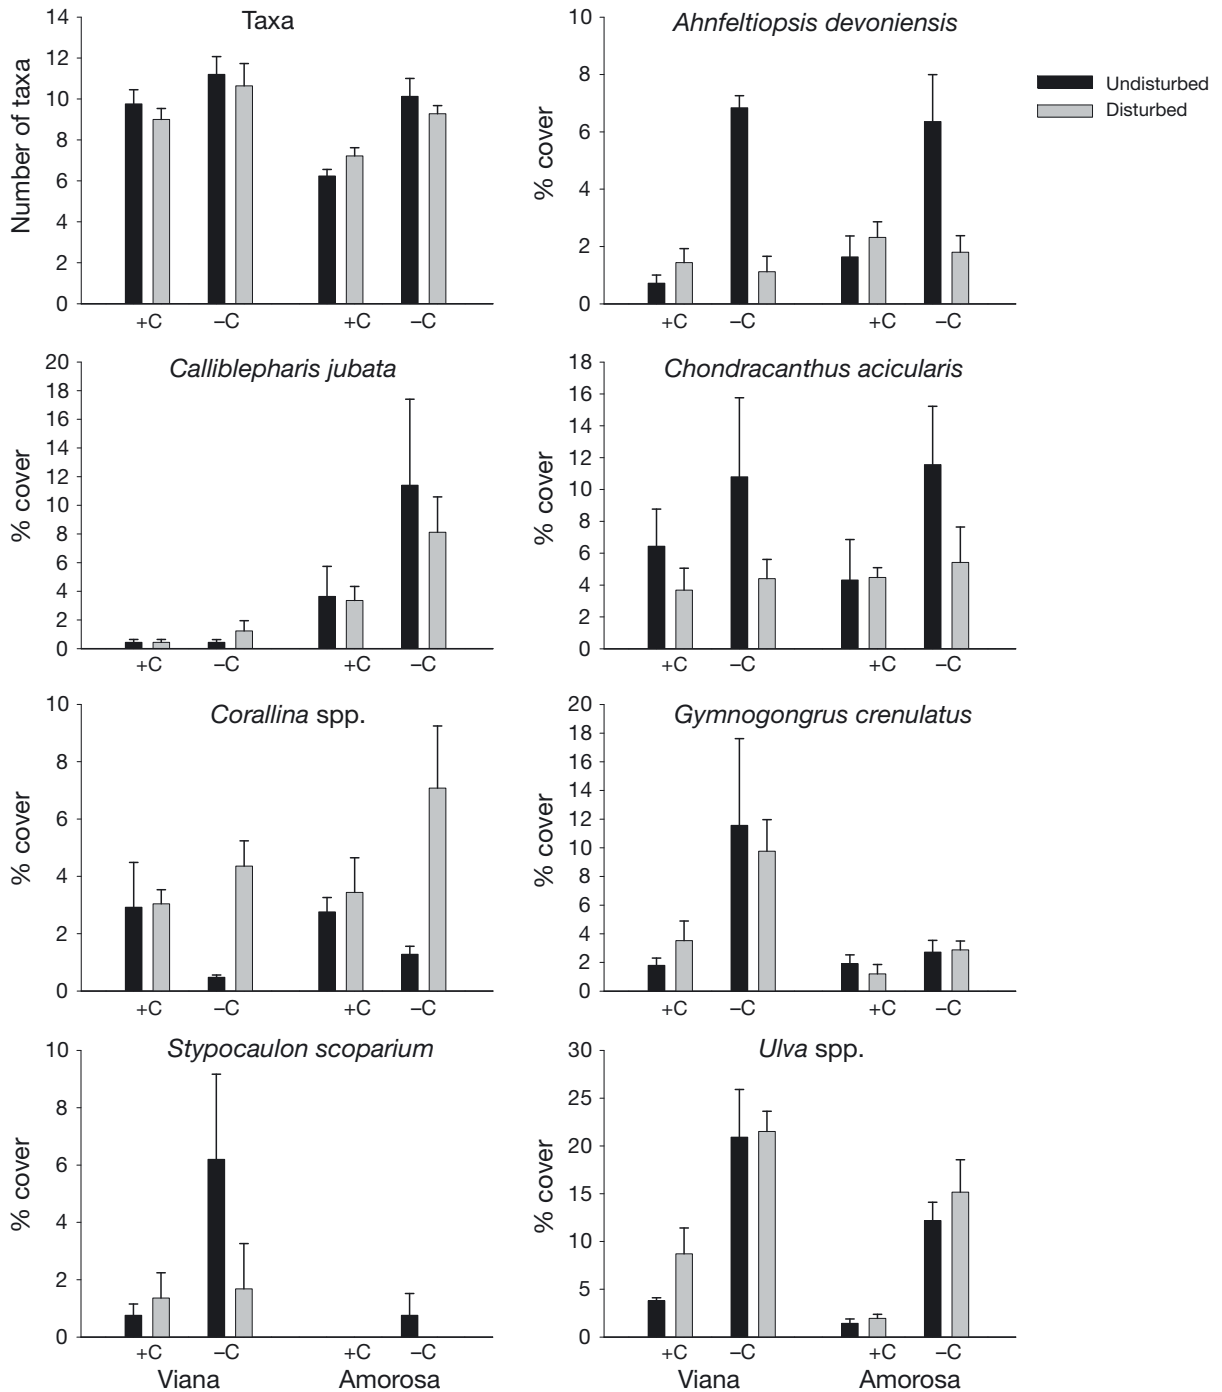 Taxa
Number of taxa
14
12
10
8
6
4
2
0
+C
–C
+C
–C
Ahnfeltiopsis devoniensis
% cover
10
8
6
4
2
0
+C
–C
+C
–C
Undisturbed
Disturbed
Calliblepharis jubata
% cover
20
18
16
14
12
10
8
6
4
2
0
+C
–C
+C
–C
Chondracanthus acicularis
% cover
18
16
14
12
10
8
6
4
2
0
+C
–C
+C
–C
Corallina spp.
% cover
10
8
6
4
2
0
+C
–C
+C
–C
Gymnogongrus crenulatus
% cover
20
18
16
14
12
10
8
6
4
2
0
+C
–C
+C
–C
Stypocaulon scoparium
% cover
10
8
6
4
2
0
+C
–C
+C
–C
Viana
Amorosa
Ulva spp.
% cover
30
25
20
15
10
5
0
+C
–C
+C
–C
Viana
Amorosa